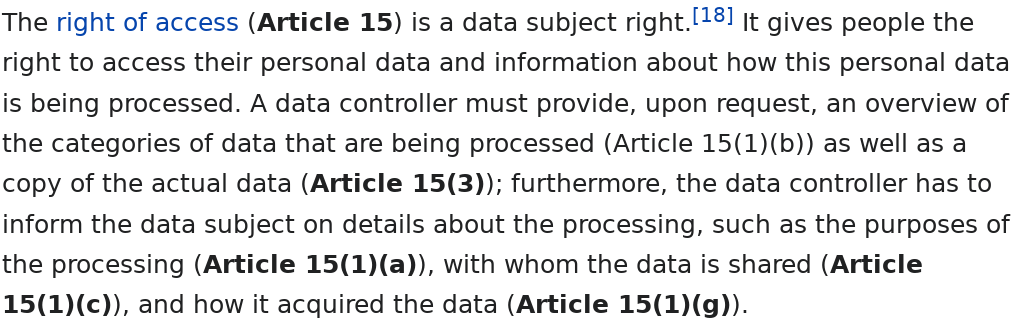 The right of access (Article 15) is a data subject right.[18] It gives people the
right to access their personal data and information about how this personal data
is being processed. A data controller must provide, upon request, an overview of
the categories of data that are being processed (Article 15(1)(b)) as well as a
copy of the actual data (Article 15(3)); furthermore, the data controller has to
inform the data subject on details about the processing, such as the purposes of
the processing (Article 15(1)(a)), with whom the data is shared (Article
15(1)(c)), and how it acquired the data (Article 15(1)(g)).